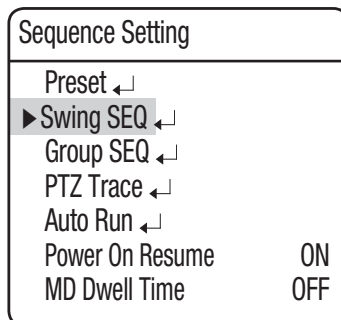 Sequence Setting
Preset ↵
▶Swing SEQ ↵
Group SEQ ↵
PTZ Trace ↵
Auto Run ↵
Power On Resume ON
MD Dwell Time OFF